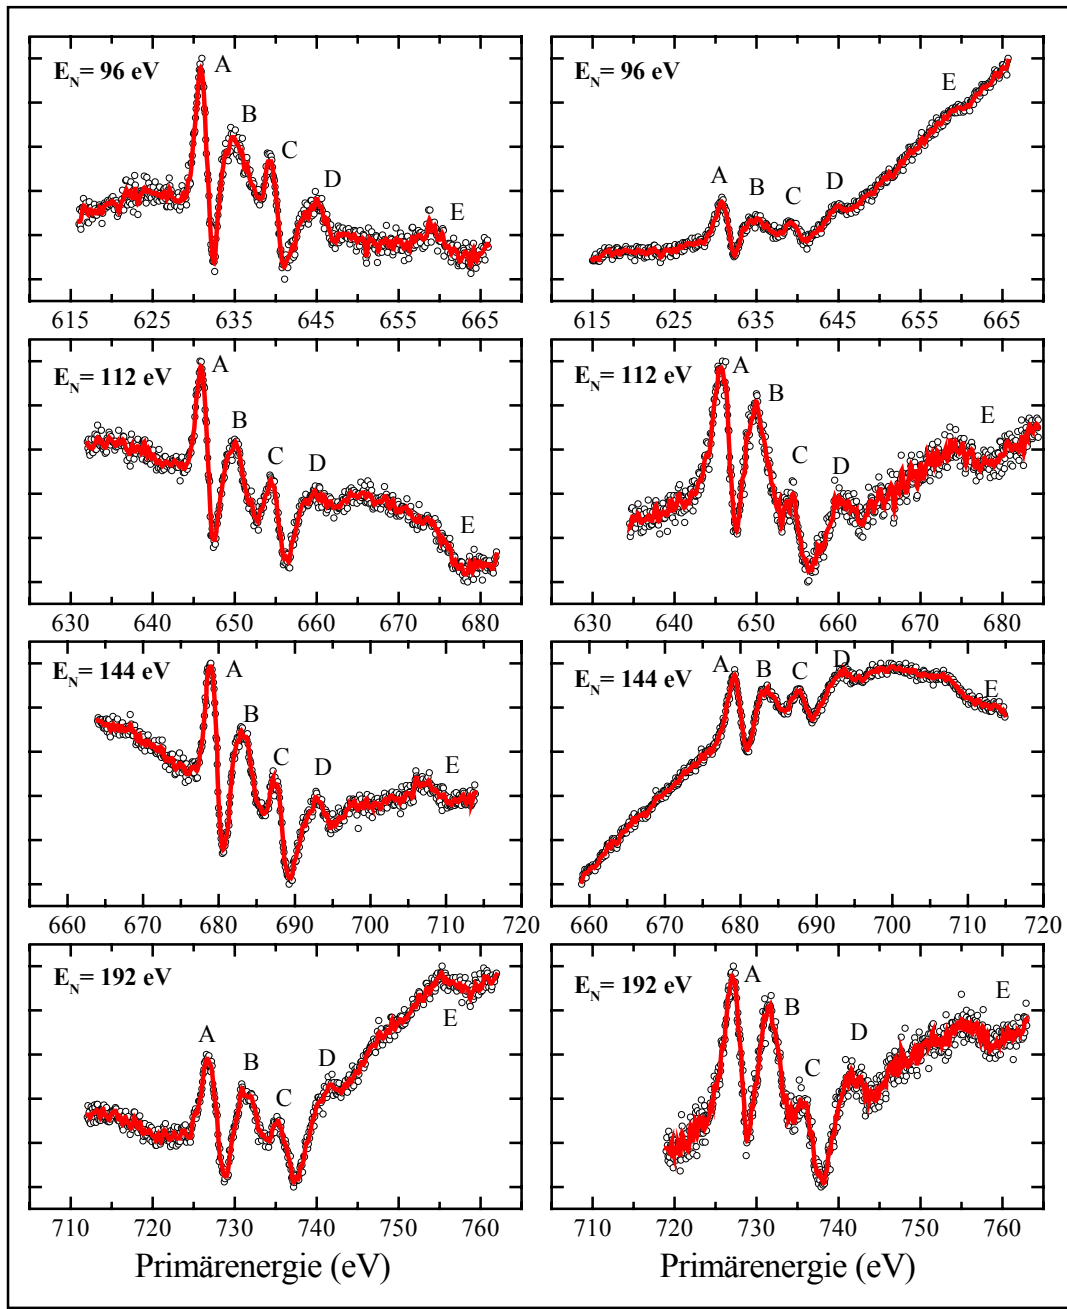 E_N= 96 eV
A
B
C
D
E
615 625 635 645 655 665
E_N= 96 eV
A
B
C
D
E
615 625 635 645 655 665
E_N= 112 eV
A
B
C
D
E
630 640 650 660 670 680
E_N= 112 eV
A
B
C
D
E
630 640 650 660 670 680
E_N= 144 eV
A
B
C
D
E
660 670 680 690 700 710 720
E_N= 144 eV
A
B
C
D
E
660 670 680 690 700 710 720
E_N= 192 eV
A
B
C
D
E
710 720 730 740 750 760
Primärenergie (eV)
E_N= 192 eV
A
B
C
D
E
710 720 730 740 750 760
Primärenergie (eV)